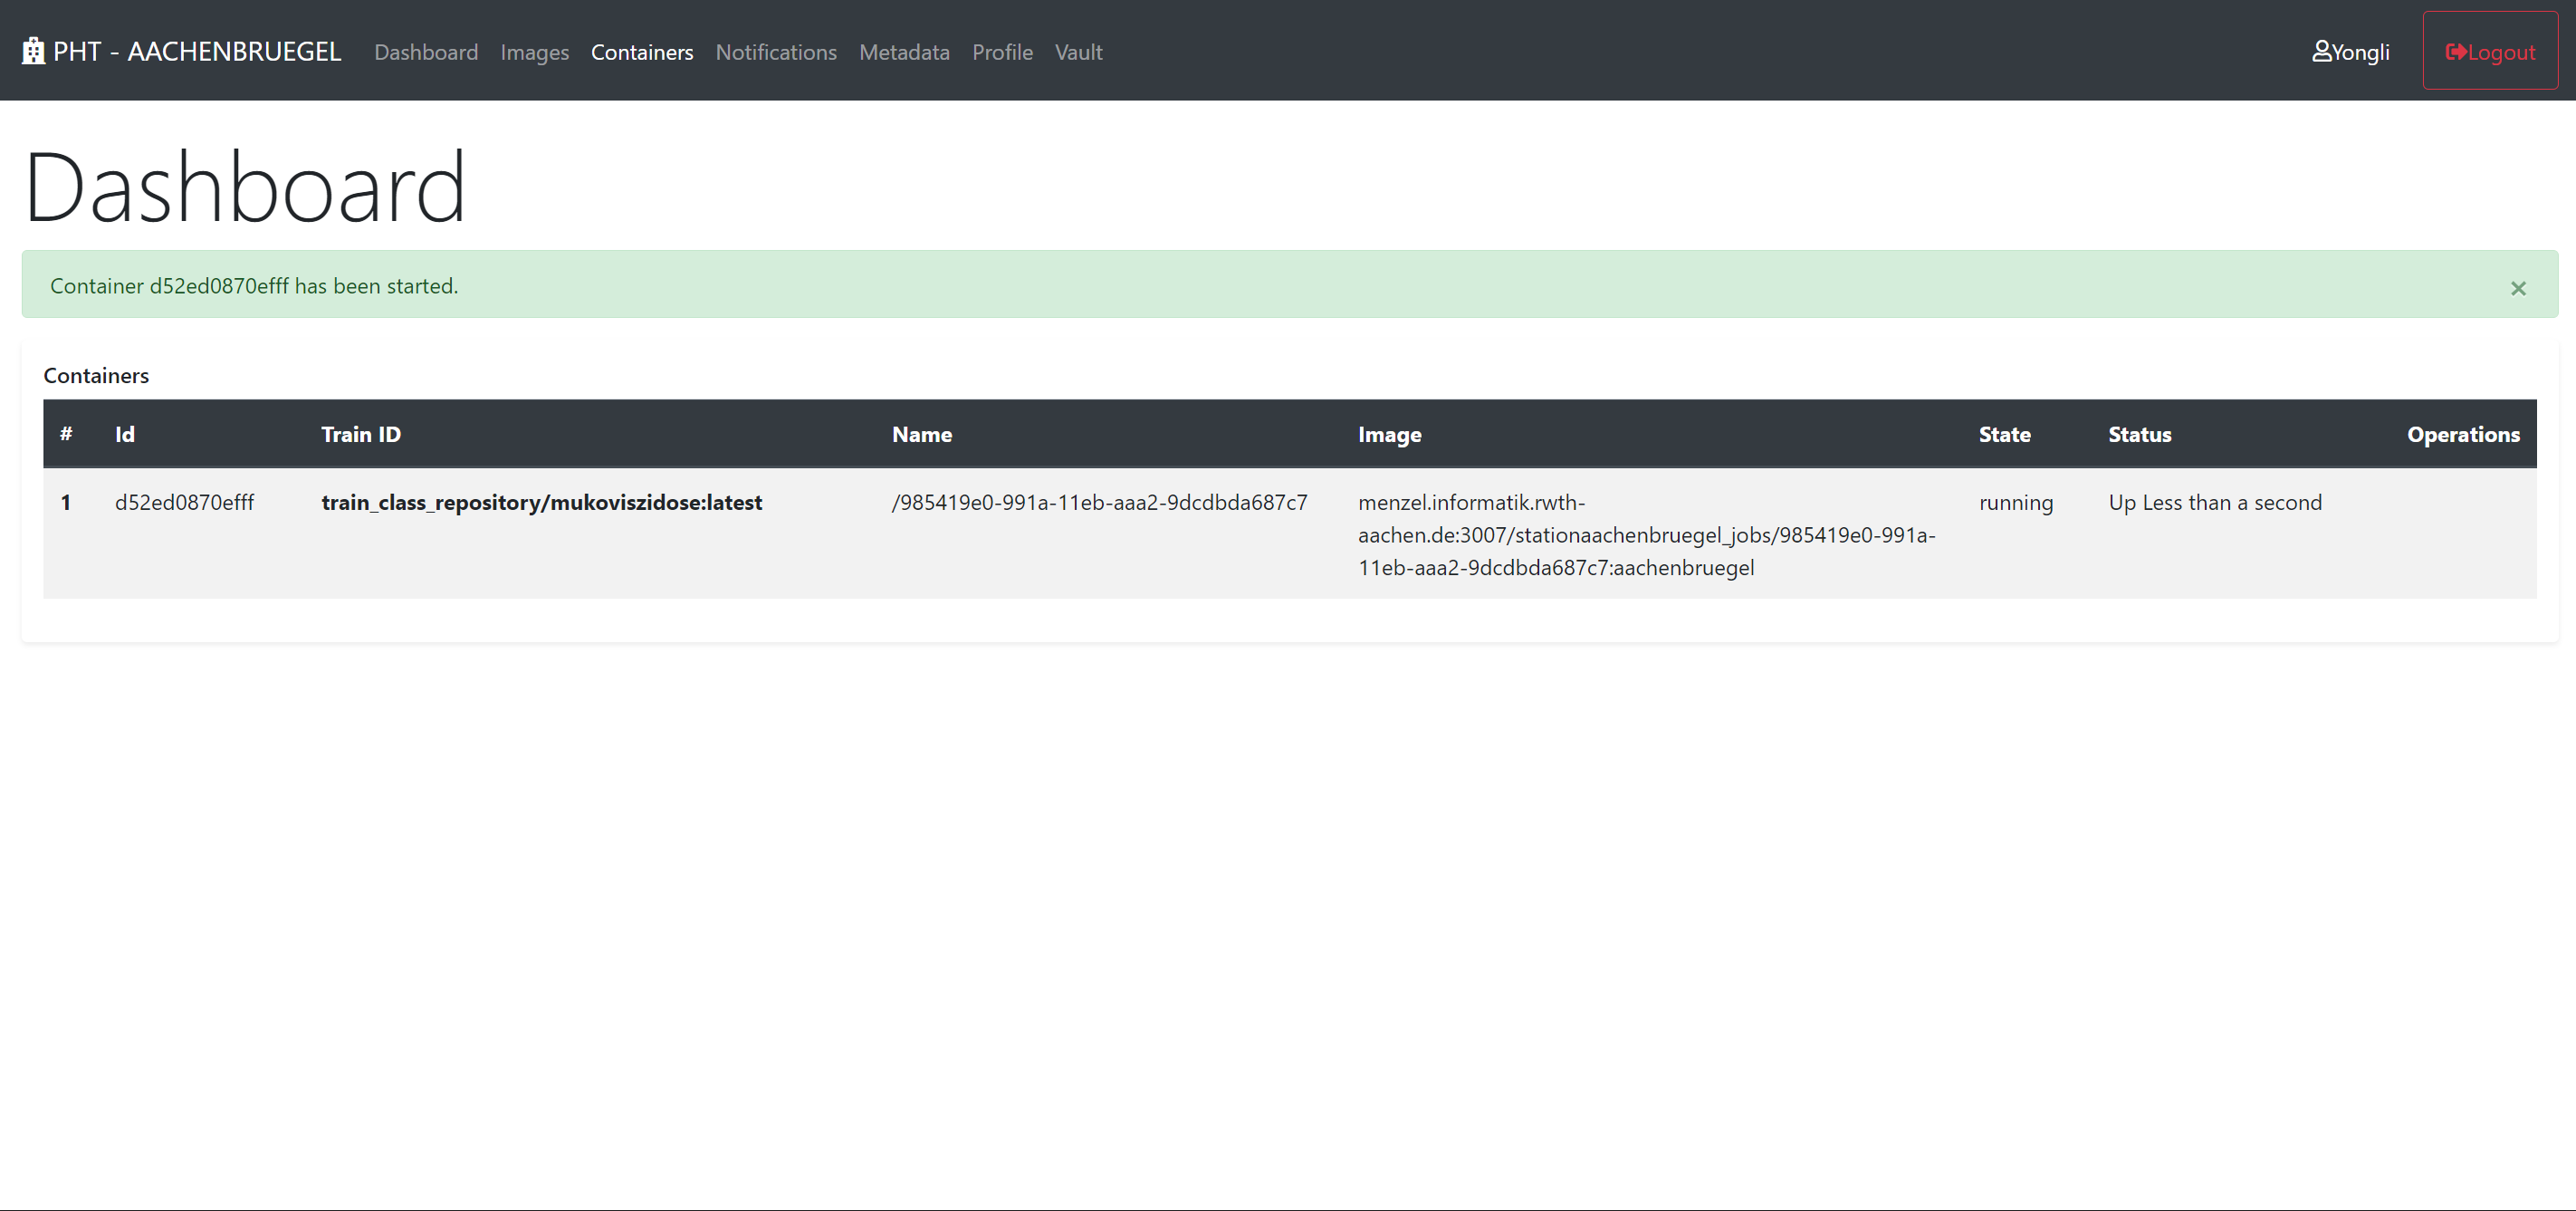 PHT - AACHENBRUEGEL Dashboard Images Containers Notifications Metadata Profile Vault Yongli Logout
Dashboard
Container d52ed0870efff has been started. ×
Containers
# Id Train ID Name Image State Status Operations
1 d52ed0870efff train_class_repository/mukoviszidose:latest /985419e0-991a-11eb-aaa2-9dcdbda687c7 menzel.informatik.rwth- running Up Less than a second
aachen.de:3007/stationaachenbruegel_jobs/985419e0-991a-
11eb-aaa2-9dcdbda687c7:aachenbruegel